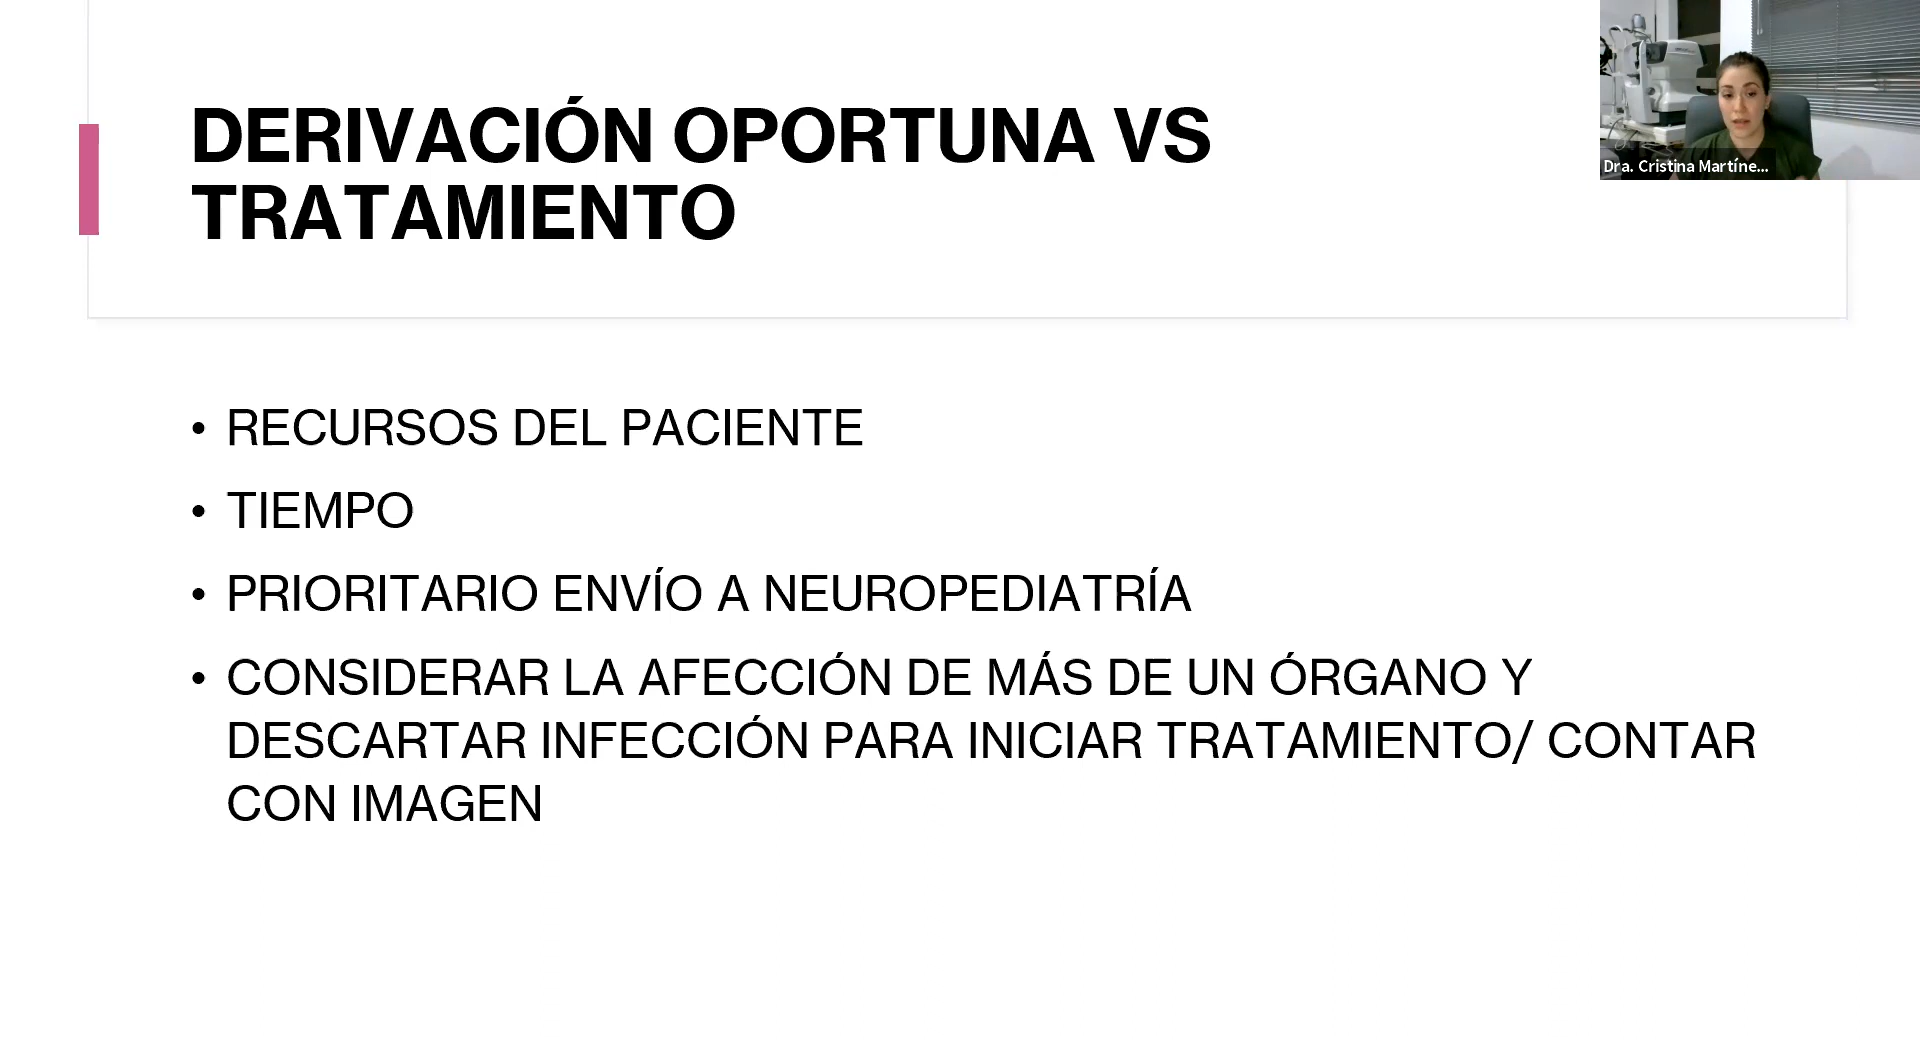 DERIVACIÓN OPORTUNA VS
TRATAMIENTO
Dra. Cristina Martíne...
• RECURSOS DEL PACIENTE
• TIEMPO
• PRIORITARIO ENVÍO A NEUROPEDIATRÍA
• CONSIDERAR LA AFECCIÓN DE MÁS DE UN ÓRGANO Y
DESCARTAR INFECCIÓN PARA INICIAR TRATAMIENTO/ CONTAR
CON IMAGEN